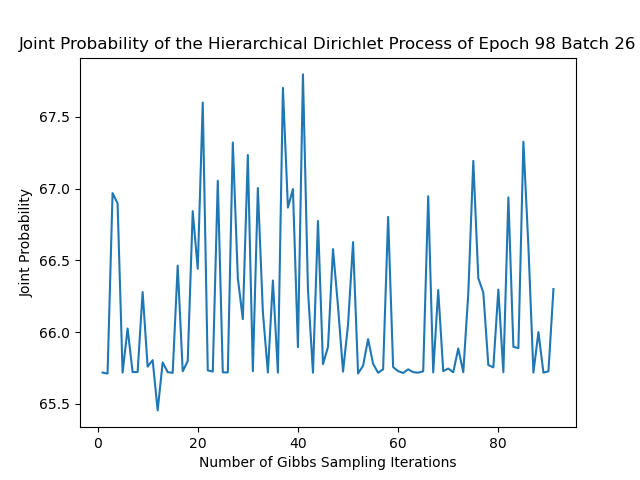 Joint Probability of the Hierarchical Dirichlet Process of Epoch 98 Batch 26
67.5
67.0
66.5
66.0
65.5
Joint Probability
0 20 40 60 80
Number of Gibbs Sampling Iterations